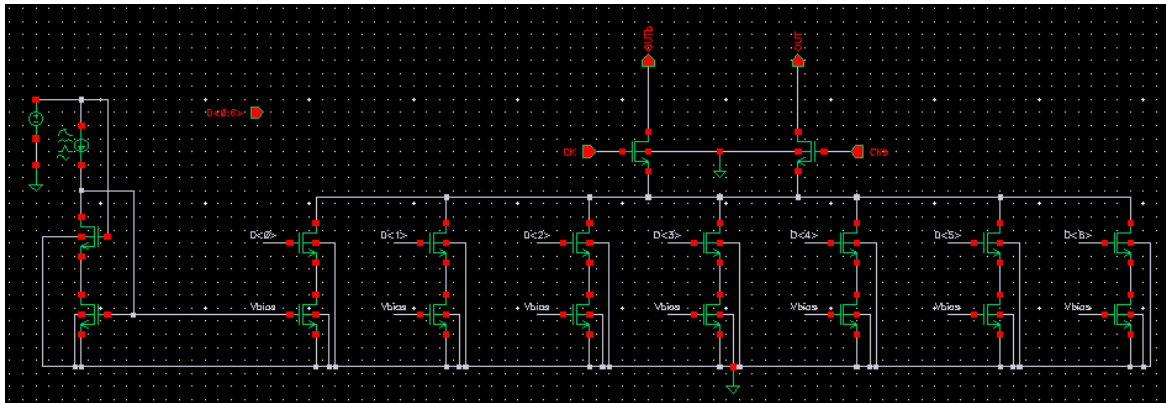 OUTb
OUT
D<0:6>
CK
CKb
D<0>
D<1>
D<2>
D<3>
D<4>
D<5>
D<6>
Vbias
Vbias
Vbias
Vbias
Vbias
Vbias
Vbias